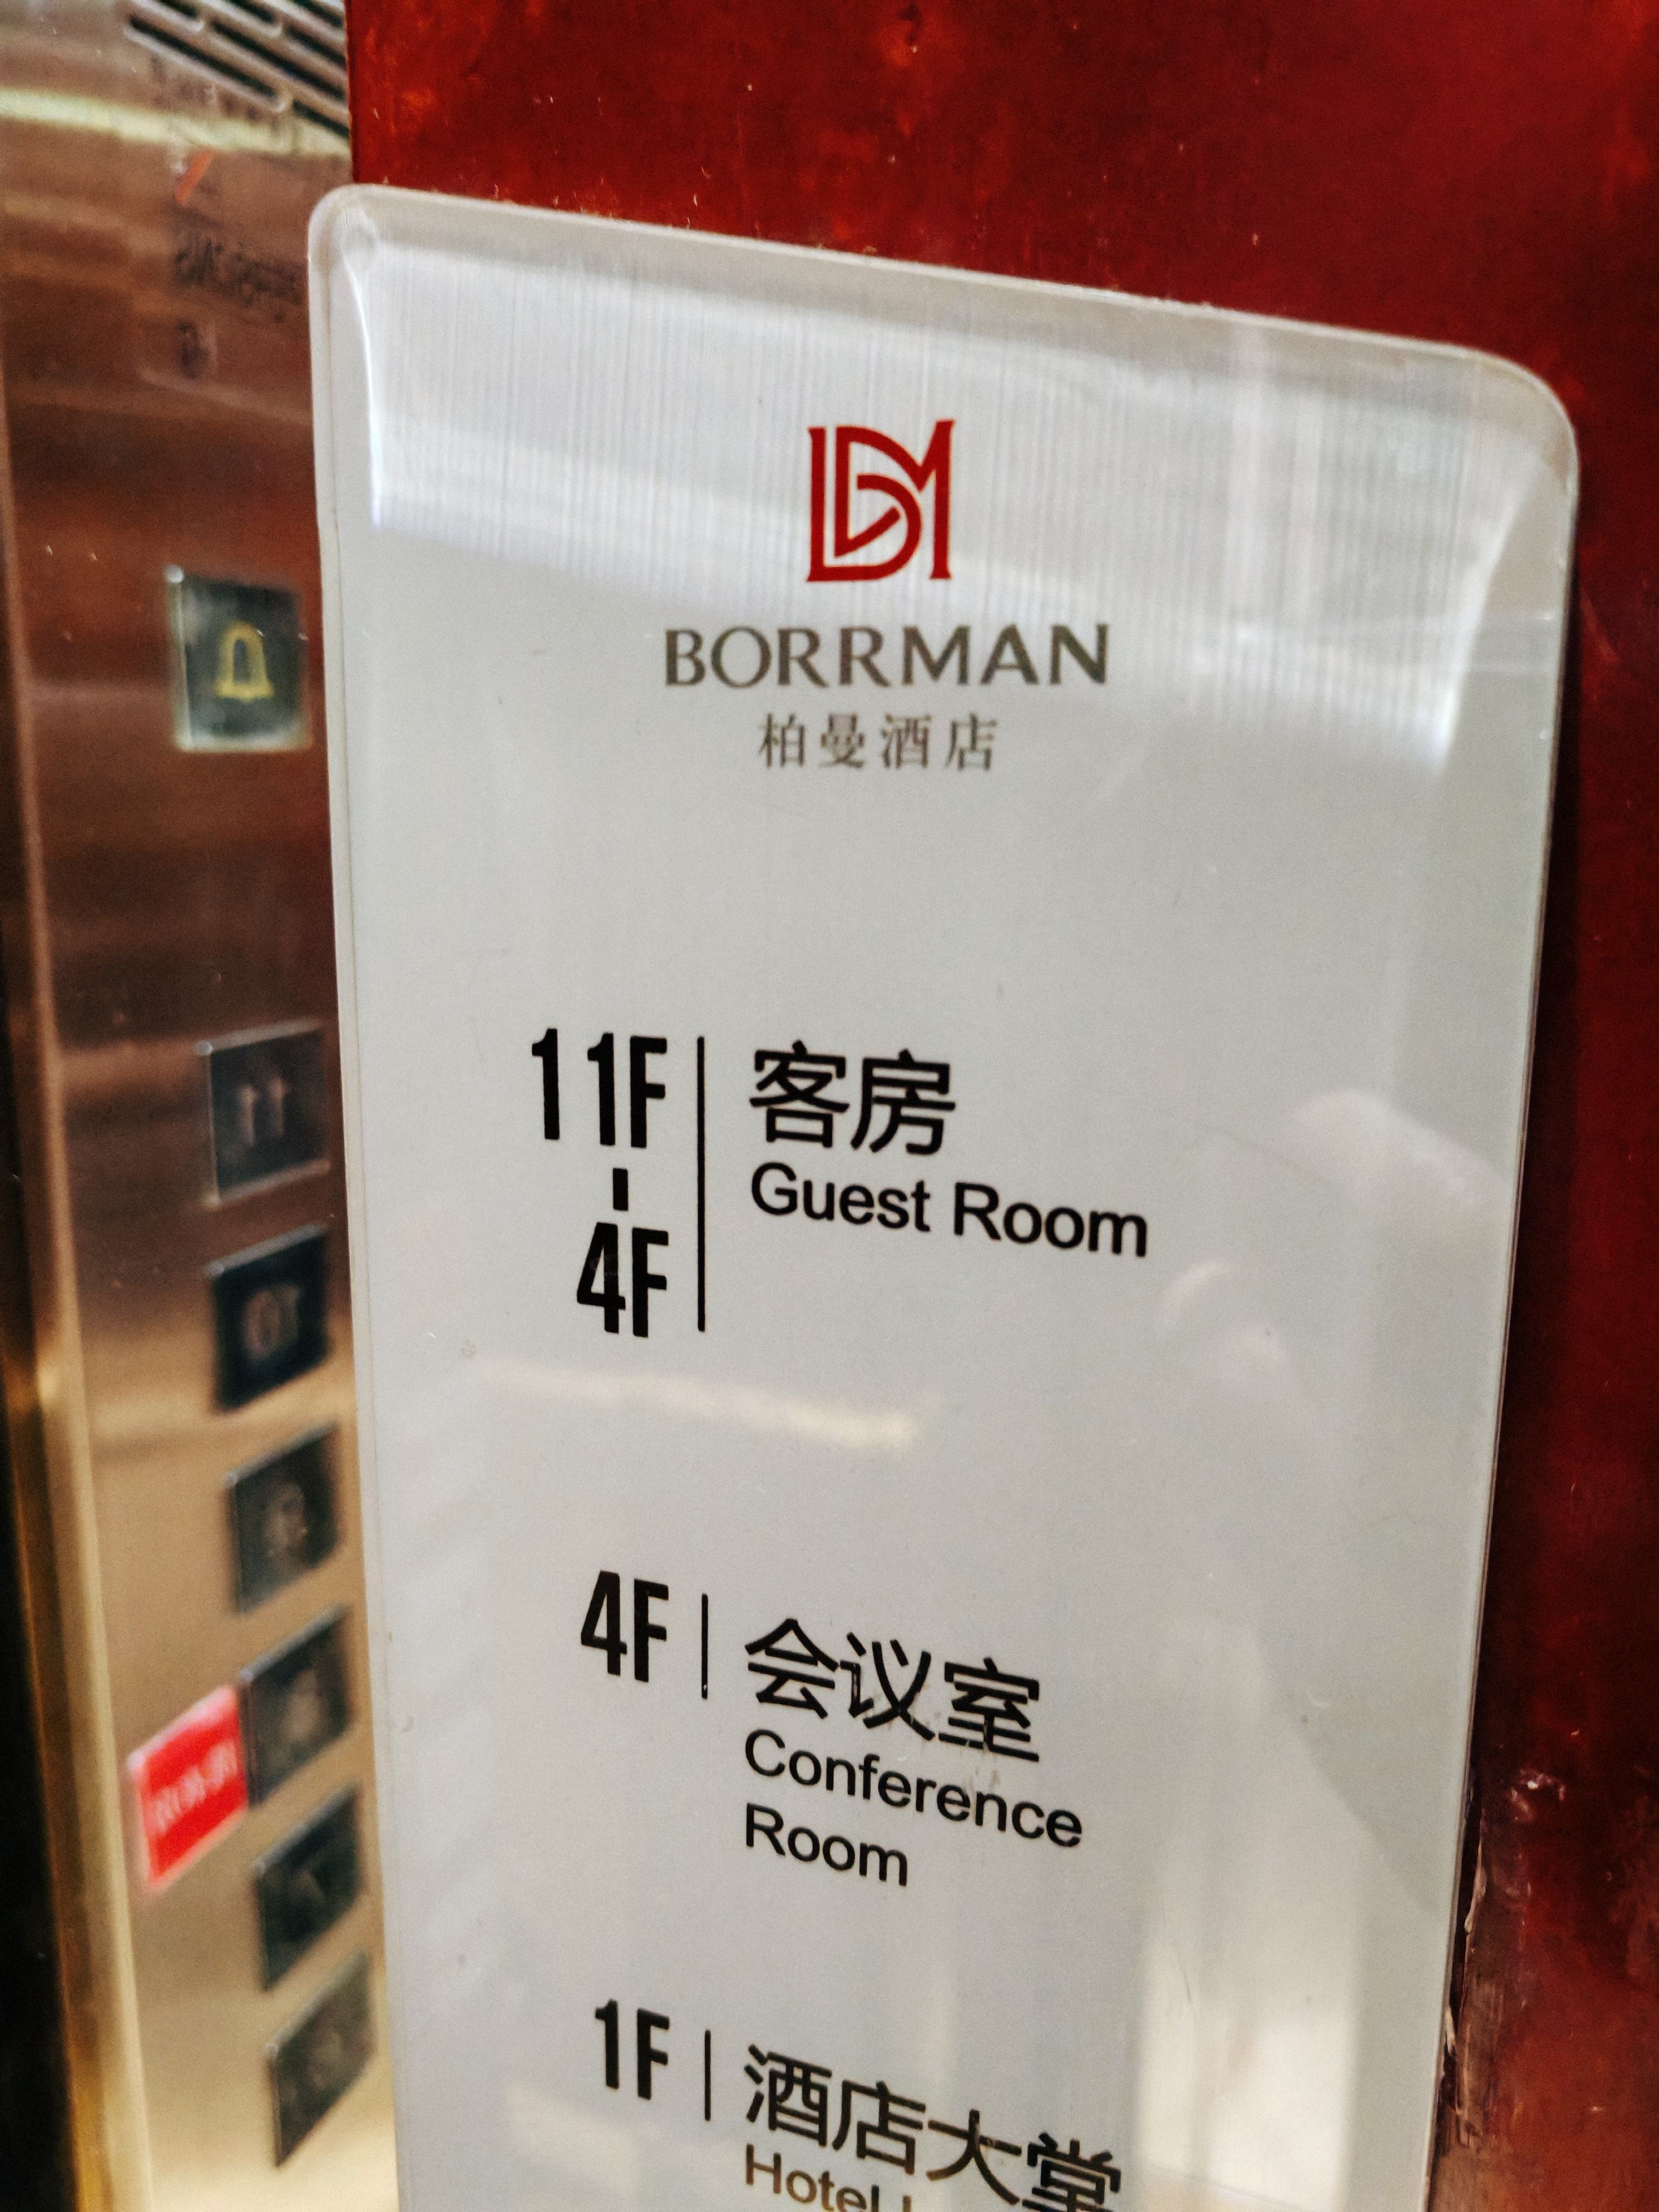 BORRMAN
柏曼酒店
11F
-
4F
客房
Guest Room
4F
会议室
Conference
Room
1F
酒店大堂
Hotel